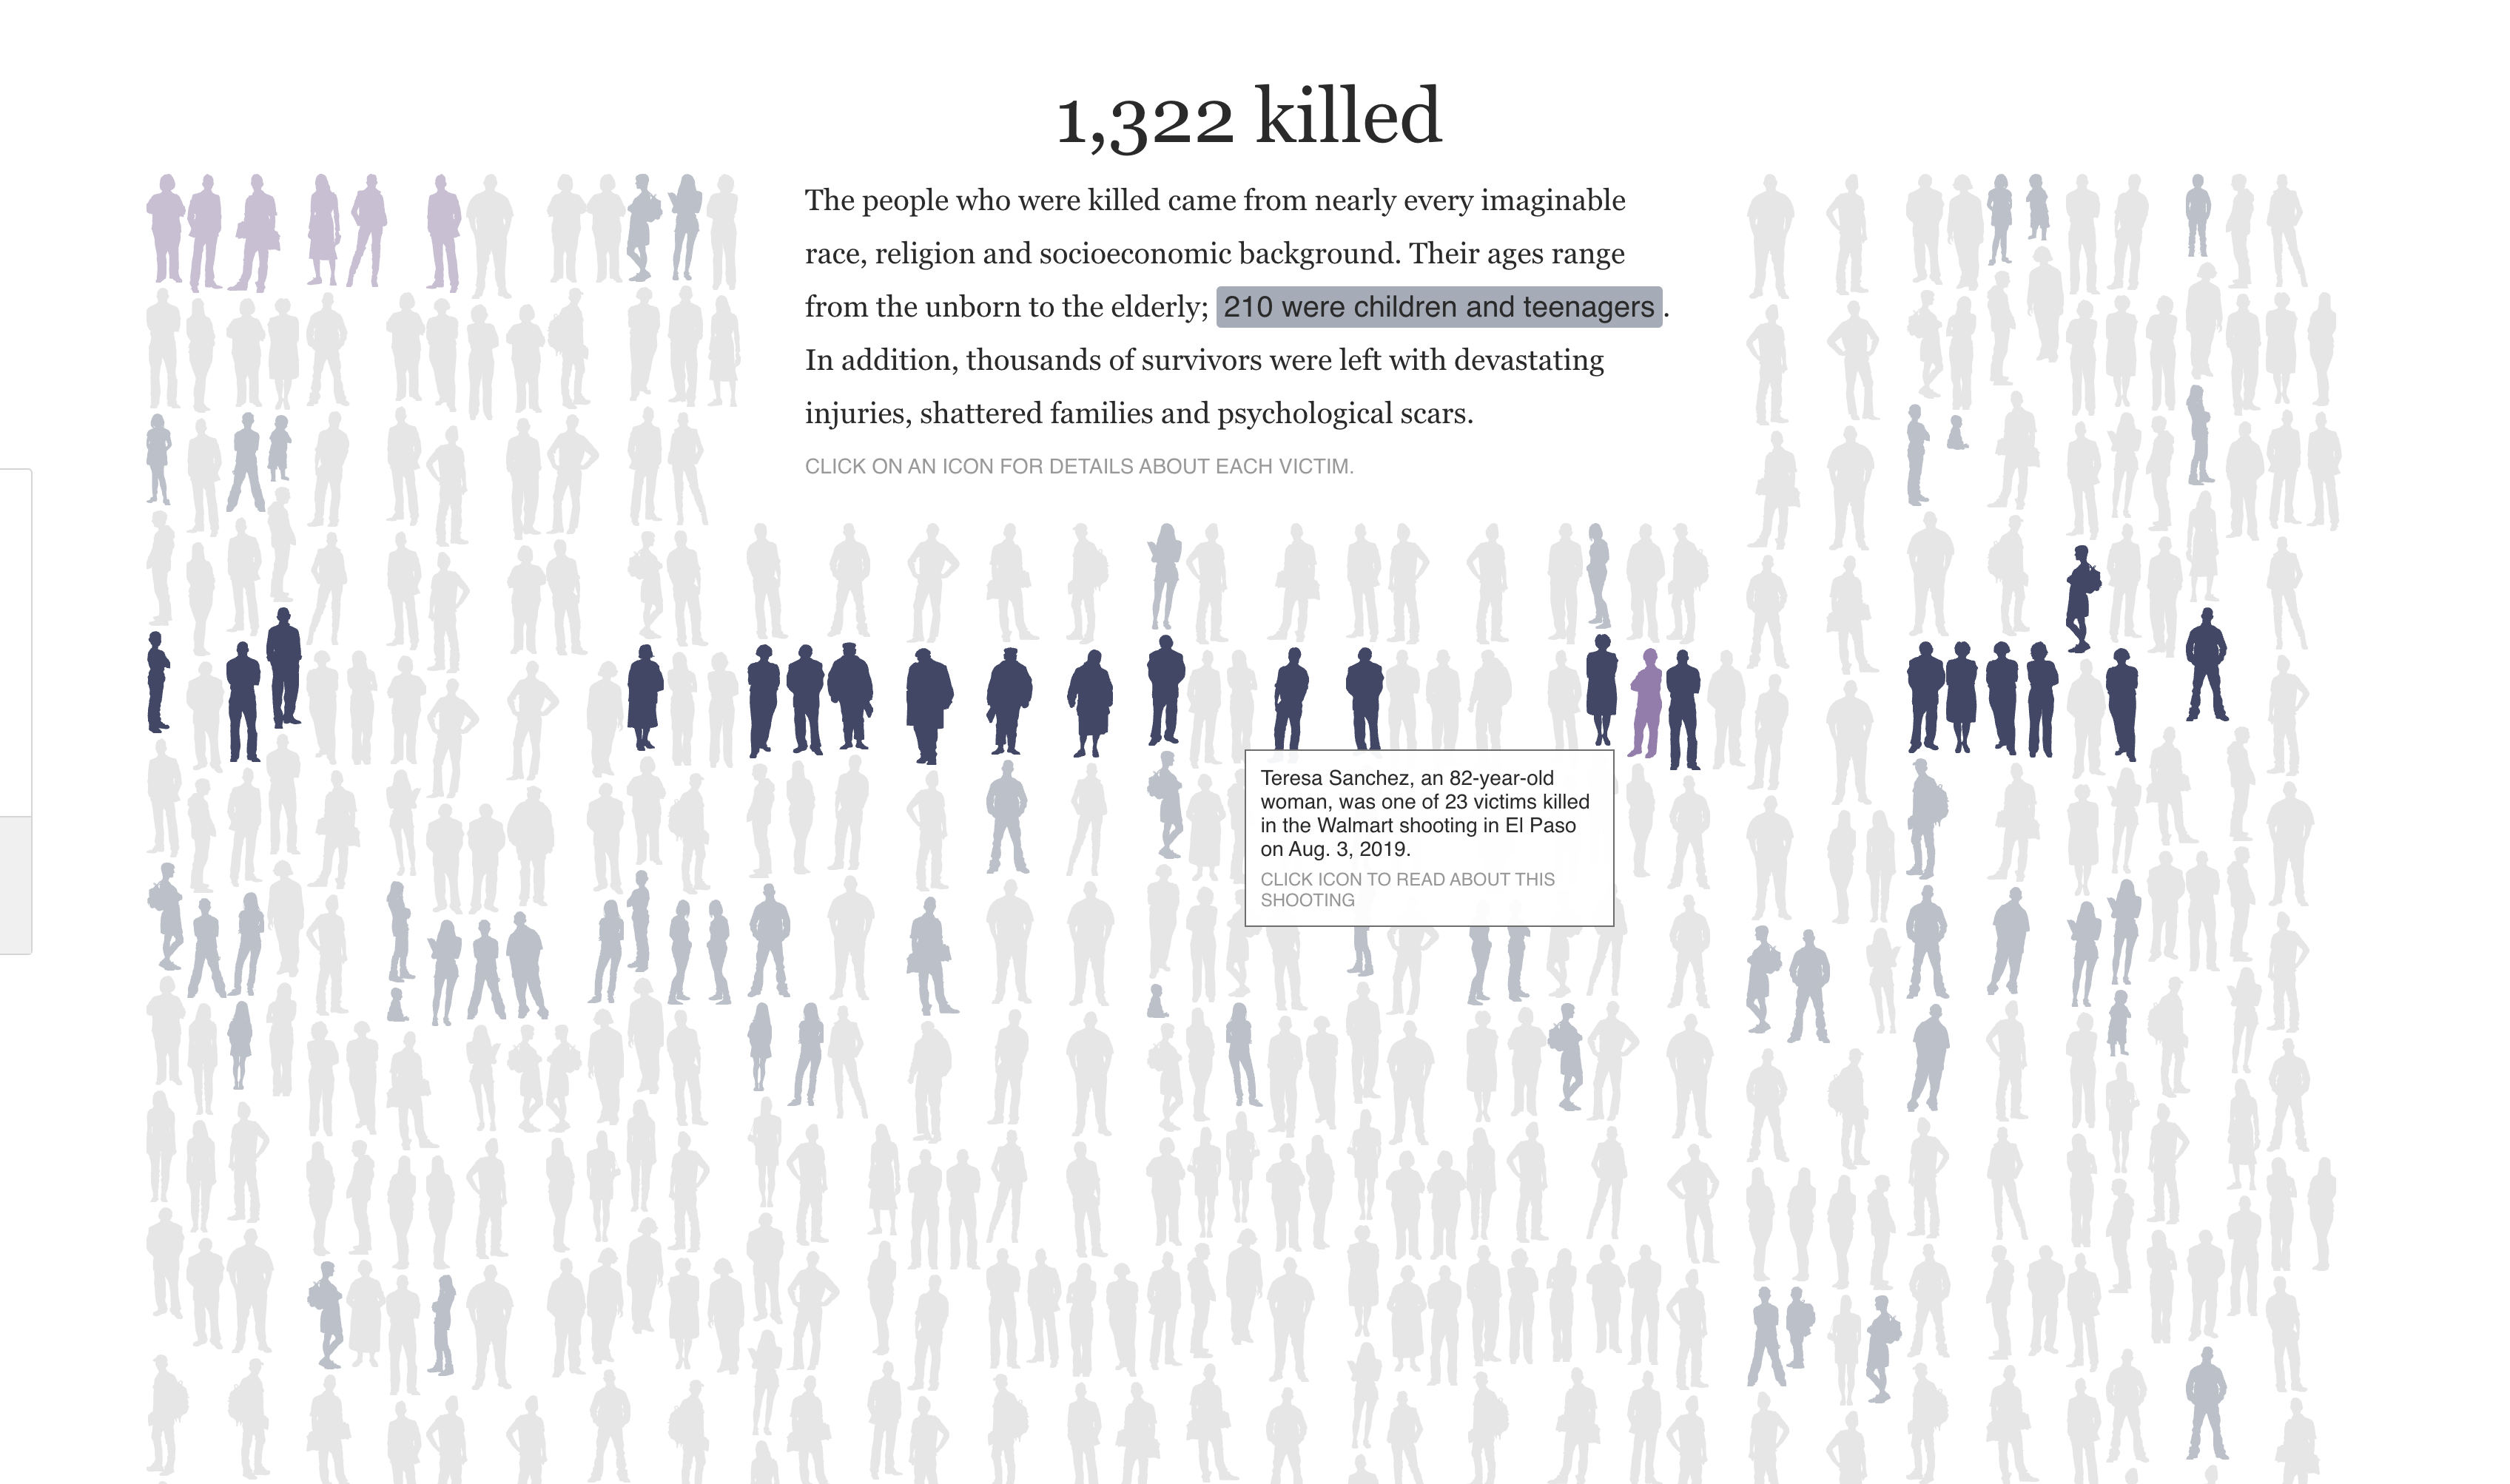 1,322 killed
The people who were killed came from nearly every imaginable
race, religion and socioeconomic background. Their ages range
from the unborn to the elderly; 210 were children and teenagers.
In addition, thousands of survivors were left with devastating
injuries, shattered families and psychological scars.
CLICK ON AN ICON FOR DETAILS ABOUT EACH VICTIM.
Teresa Sanchez, an 82-year-old
woman, was one of 23 victims killed
in the Walmart shooting in El Paso
on Aug. 3, 2019.
CLICK ICON TO READ ABOUT THIS
SHOOTING